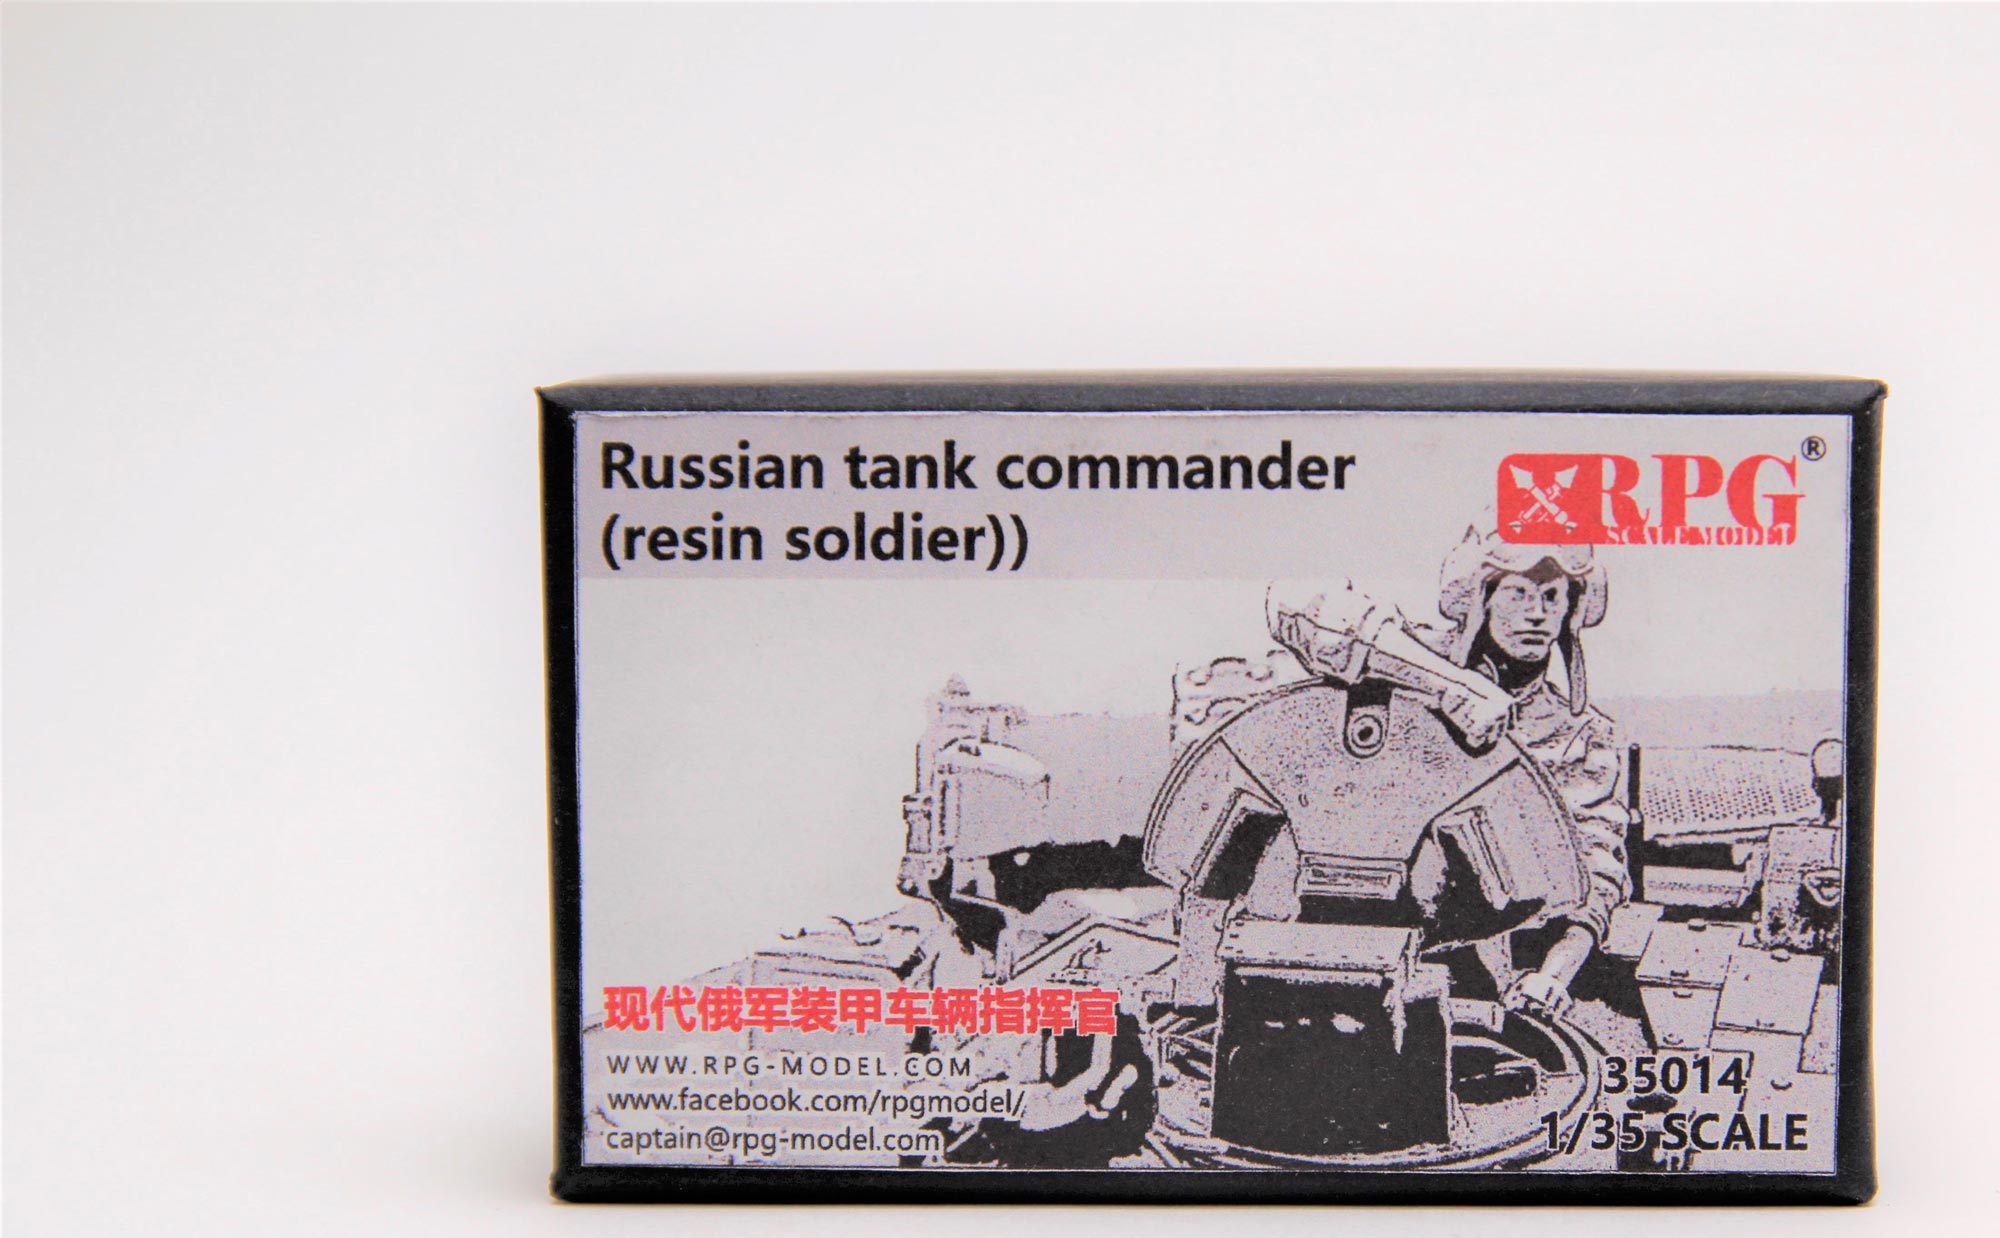 Russian tank commander
(resin soldier))
RPG®
SCALE MODEL
现代俄军装甲车辆指挥官
WWW.RPG-MODEL.COM
www.facebook.com/rpgmodel/
captain@rpg-model.com
35014
1/35 SCALE